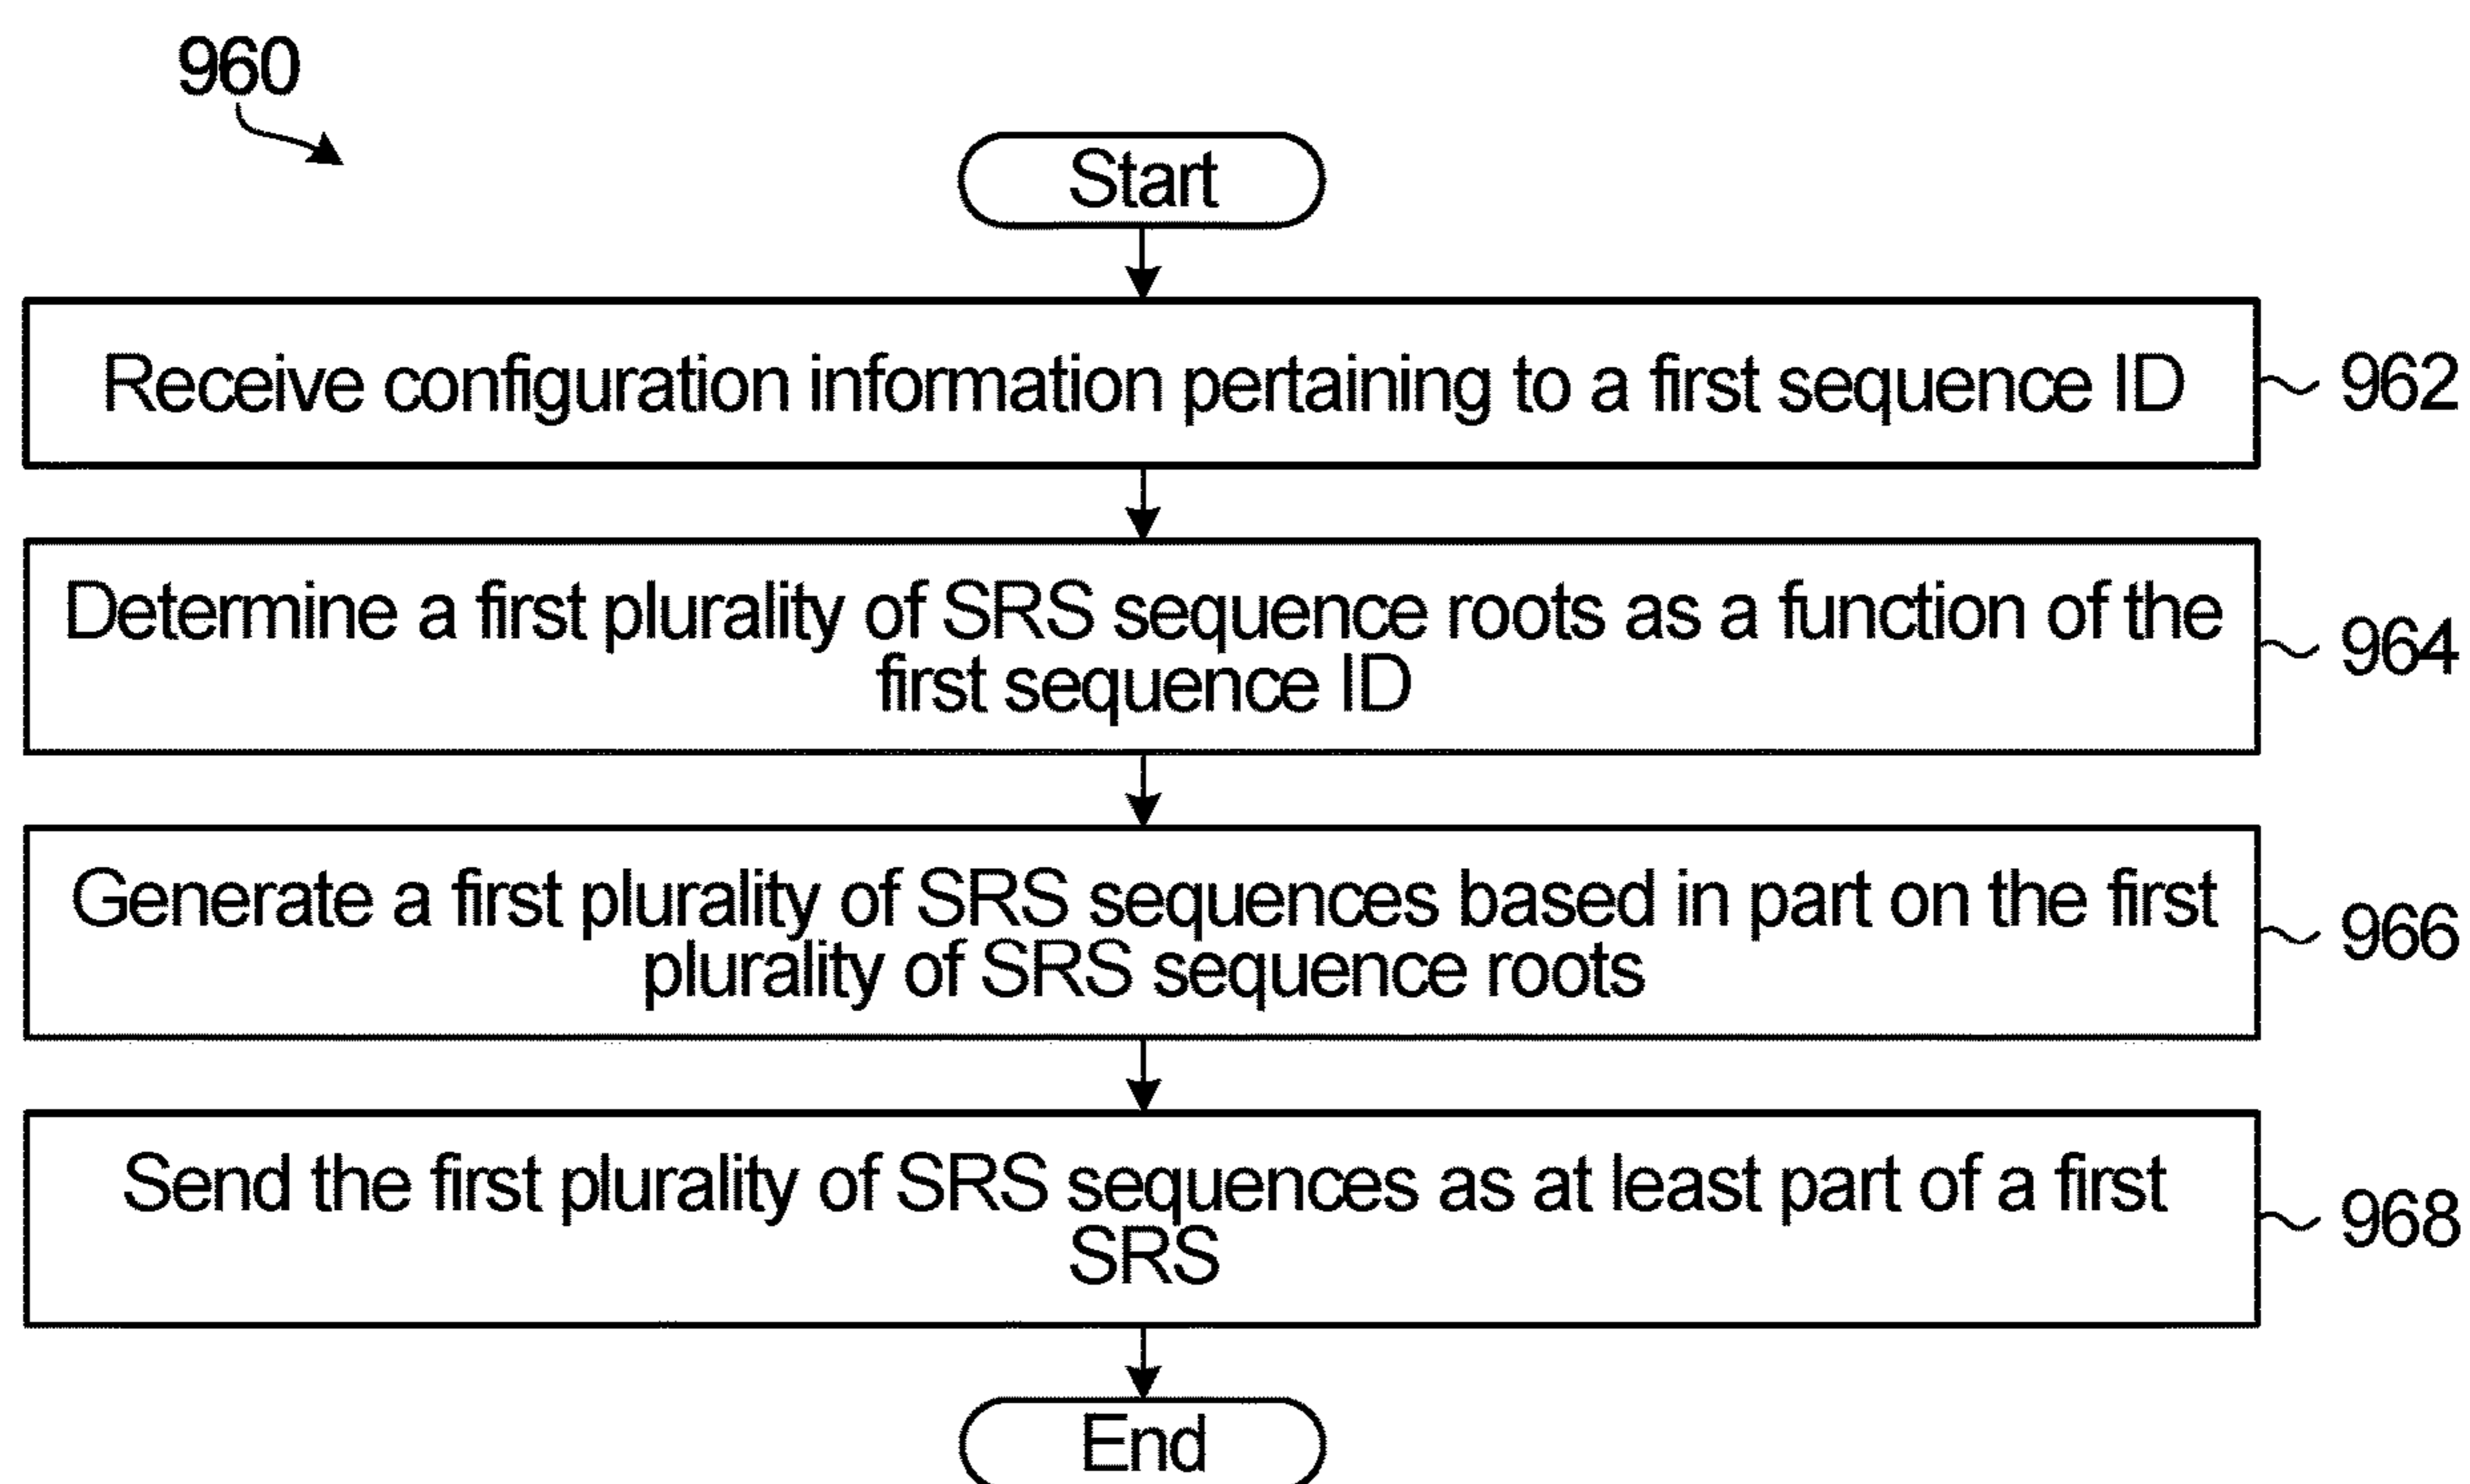 960
Start
Receive configuration information pertaining to a first sequence ID
962
Determine a first plurality of SRS sequence roots as a function of the
first sequence ID
964
Generate a first plurality of SRS sequences based in part on the first
plurality of SRS sequence roots
966
Send the first plurality of SRS sequences as at least part of a first
SRS
968
End